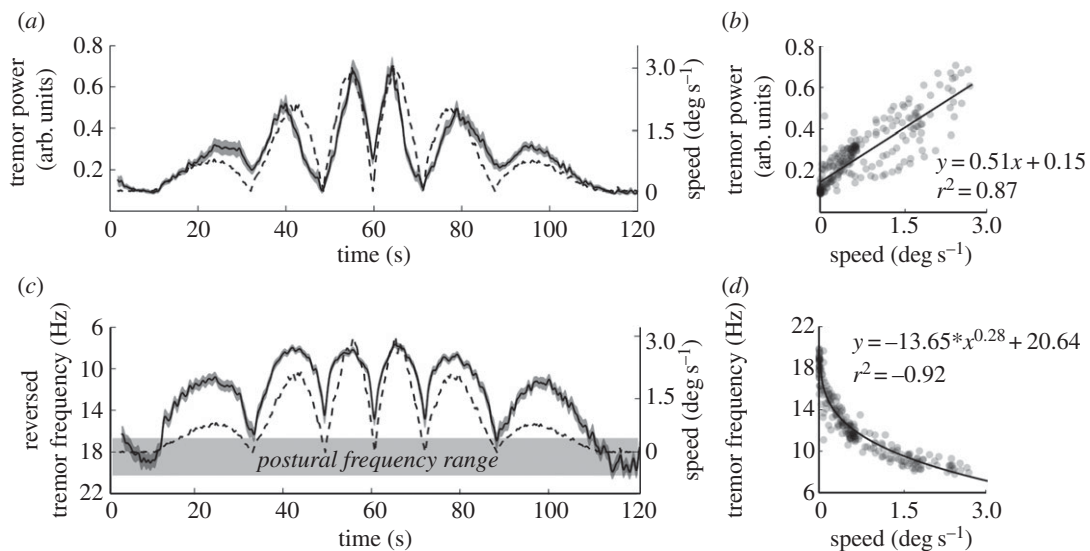 (a)
tremor power
(arb. units)
0.8
0.6
0.4
0.2
3.0
1.5
0
speed (deg s⁻¹)
0
20
40
60
80
100
120
time (s)
(b)
tremor power
(arb. units)
0.8
0.6
0.4
0.2
y = 0.51x + 0.15
r² = 0.87
0
1.5
3.0
speed (deg s⁻¹)
(c)
reversed
tremor frequency (Hz)
6
10
14
18
22
postural frequency range
3.0
1.5
0
speed (deg s⁻¹)
0
20
40
60
80
100
120
time (s)
(d)
tremor frequency (Hz)
22
18
14
10
6
y = –13.65*x⁰·²⁸ + 20.64
r² = –0.92
0
1.5
3.0
speed (deg s⁻¹)